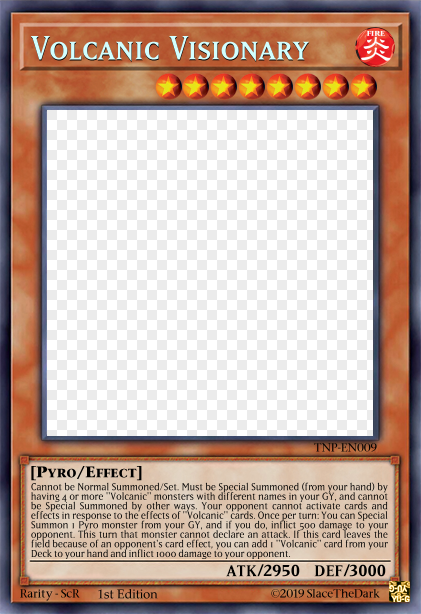 Volcanic Visionary
FIRE
炎
TNP-EN009
[Pyro/Effect]
Cannot be Normal Summoned/Set. Must be Special Summoned (from your hand) by
having 4 or more "Volcanic" monsters with different names in your GY, and cannot
be Special Summoned by other ways. Your opponent cannot activate cards and
effects in response to the effects of "Volcanic" cards. Once per turn: You can Special
Summon 1 Pyro monster from your GY, and if you do, inflict 500 damage to your
opponent. This turn that monster cannot declare an attack. If this card leaves the
field because of an opponent's card effect, you can add 1 "Volcanic" card from your
Deck to your hand and inflict 1000 damage to your opponent.
ATK/2950 DEF/3000
Rarity - ScR 1st Edition ©2019 SlaceTheDark